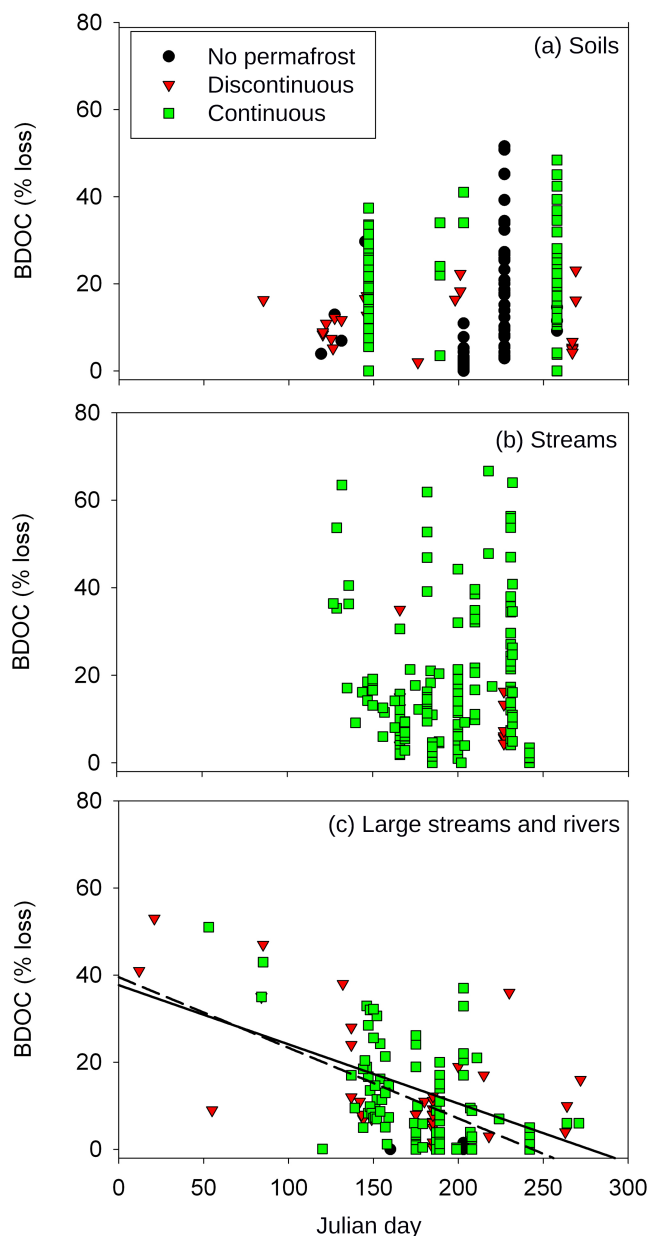 80
(a) Soils
No permafrost
Discontinuous
Continuous
60
40
20
0
BDOC (% loss)
80
(b) Streams
60
40
20
0
BDOC (% loss)
80
(c) Large streams and rivers
60
40
20
0
BDOC (% loss)
0 50 100 150 200 250 300
Julian day